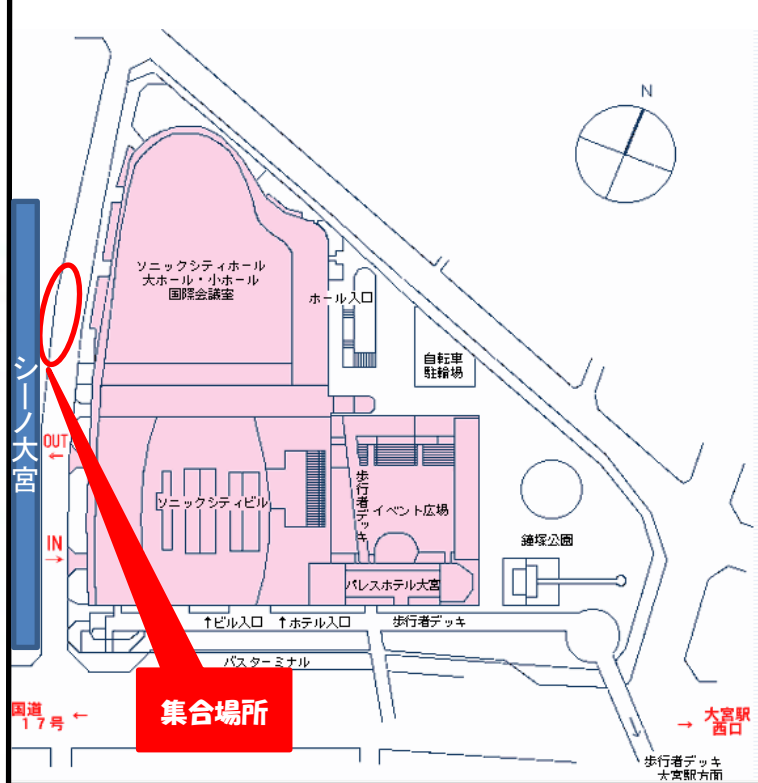 N
ソニックシティホール
大ホール・小ホール
国際会議室
ホール入口
自転車
駐輪場
シーノ大宮
OUT
←
IN
→
ソニックシティビル
歩行者デッキ
イベント広場
鐘塚公園
パレスホテル大宮
↑ビル入口
↑ホテル入口
歩行者デッキ
バスターミナル
集合場所
国道
17号 ←
→ 大宮駅
西口
歩行者デッキ
大宮駅方面